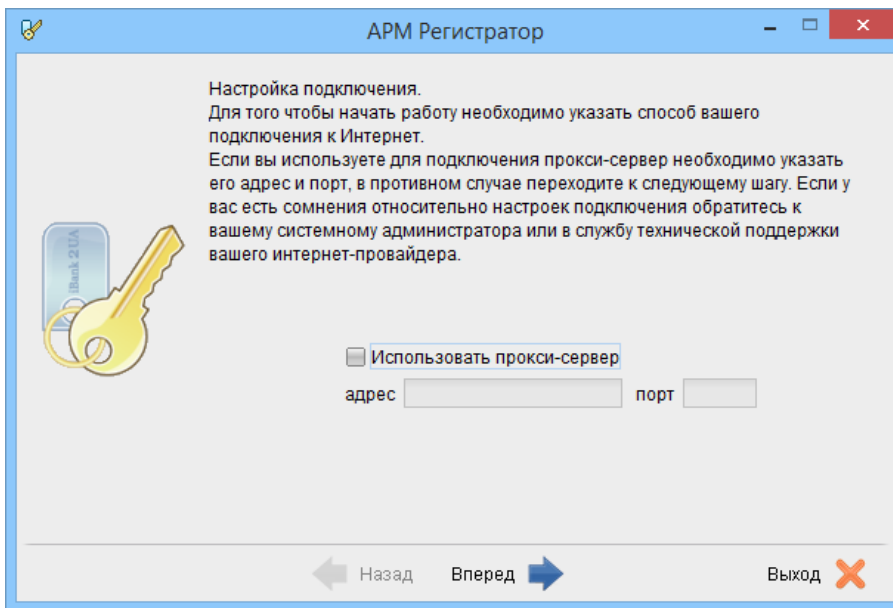 АРМ Регистратор
Настройка подключения.
Для того чтобы начать работу необходимо указать способ вашего
подключения к Интернет.
Если вы используете для подключения прокси-сервер необходимо указать
его адрес и порт, в противном случае переходите к следующему шагу. Если у
вас есть сомнения относительно настроек подключения обратитесь к
вашему системному администратора или в службу технической поддержки
вашего интернет-провайдера.
iBank 2 UA
Использовать прокси-сервер
адрес
порт
Назад
Вперед
Выход